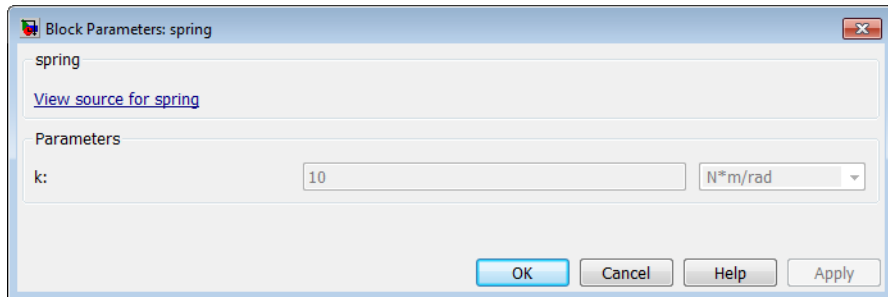 Block Parameters: spring
spring
View source for spring
Parameters
k: 10 N*m/rad
OK Cancel Help Apply